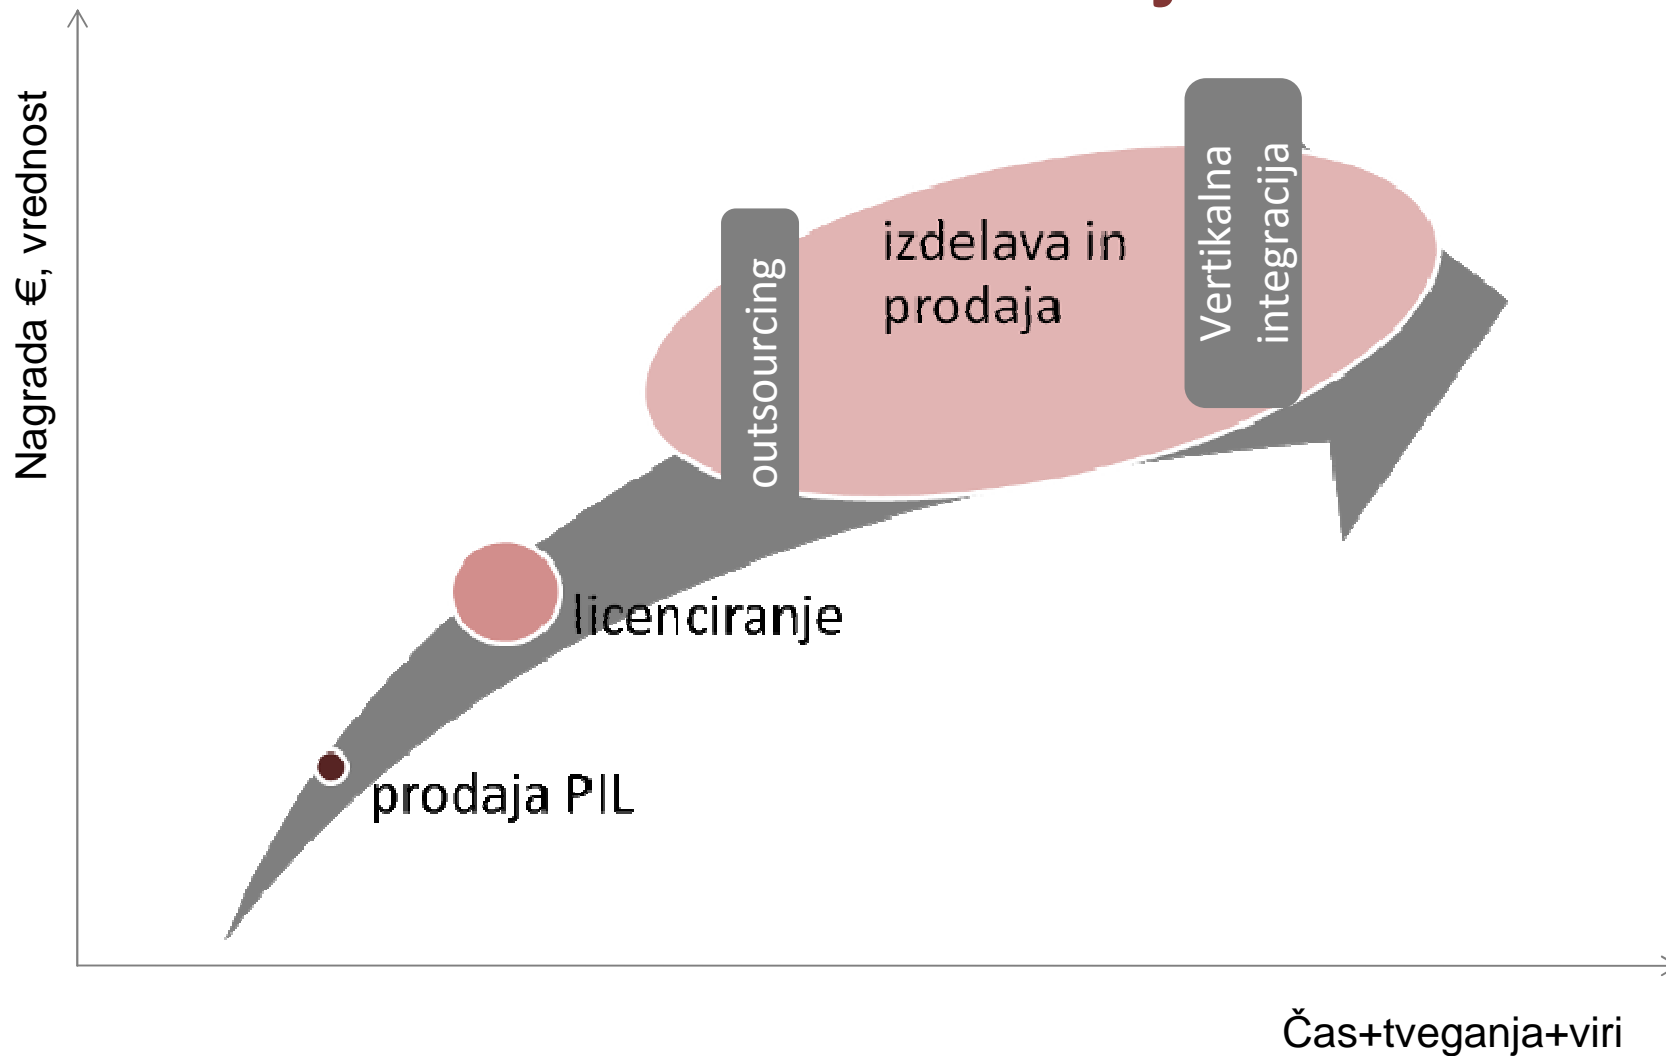 Nagrada €, vrednost
izdelava in
prodaja
Vertikalna
integracija
outsourcing
licenciranje
prodaja PIL
Čas+tveganja+viri